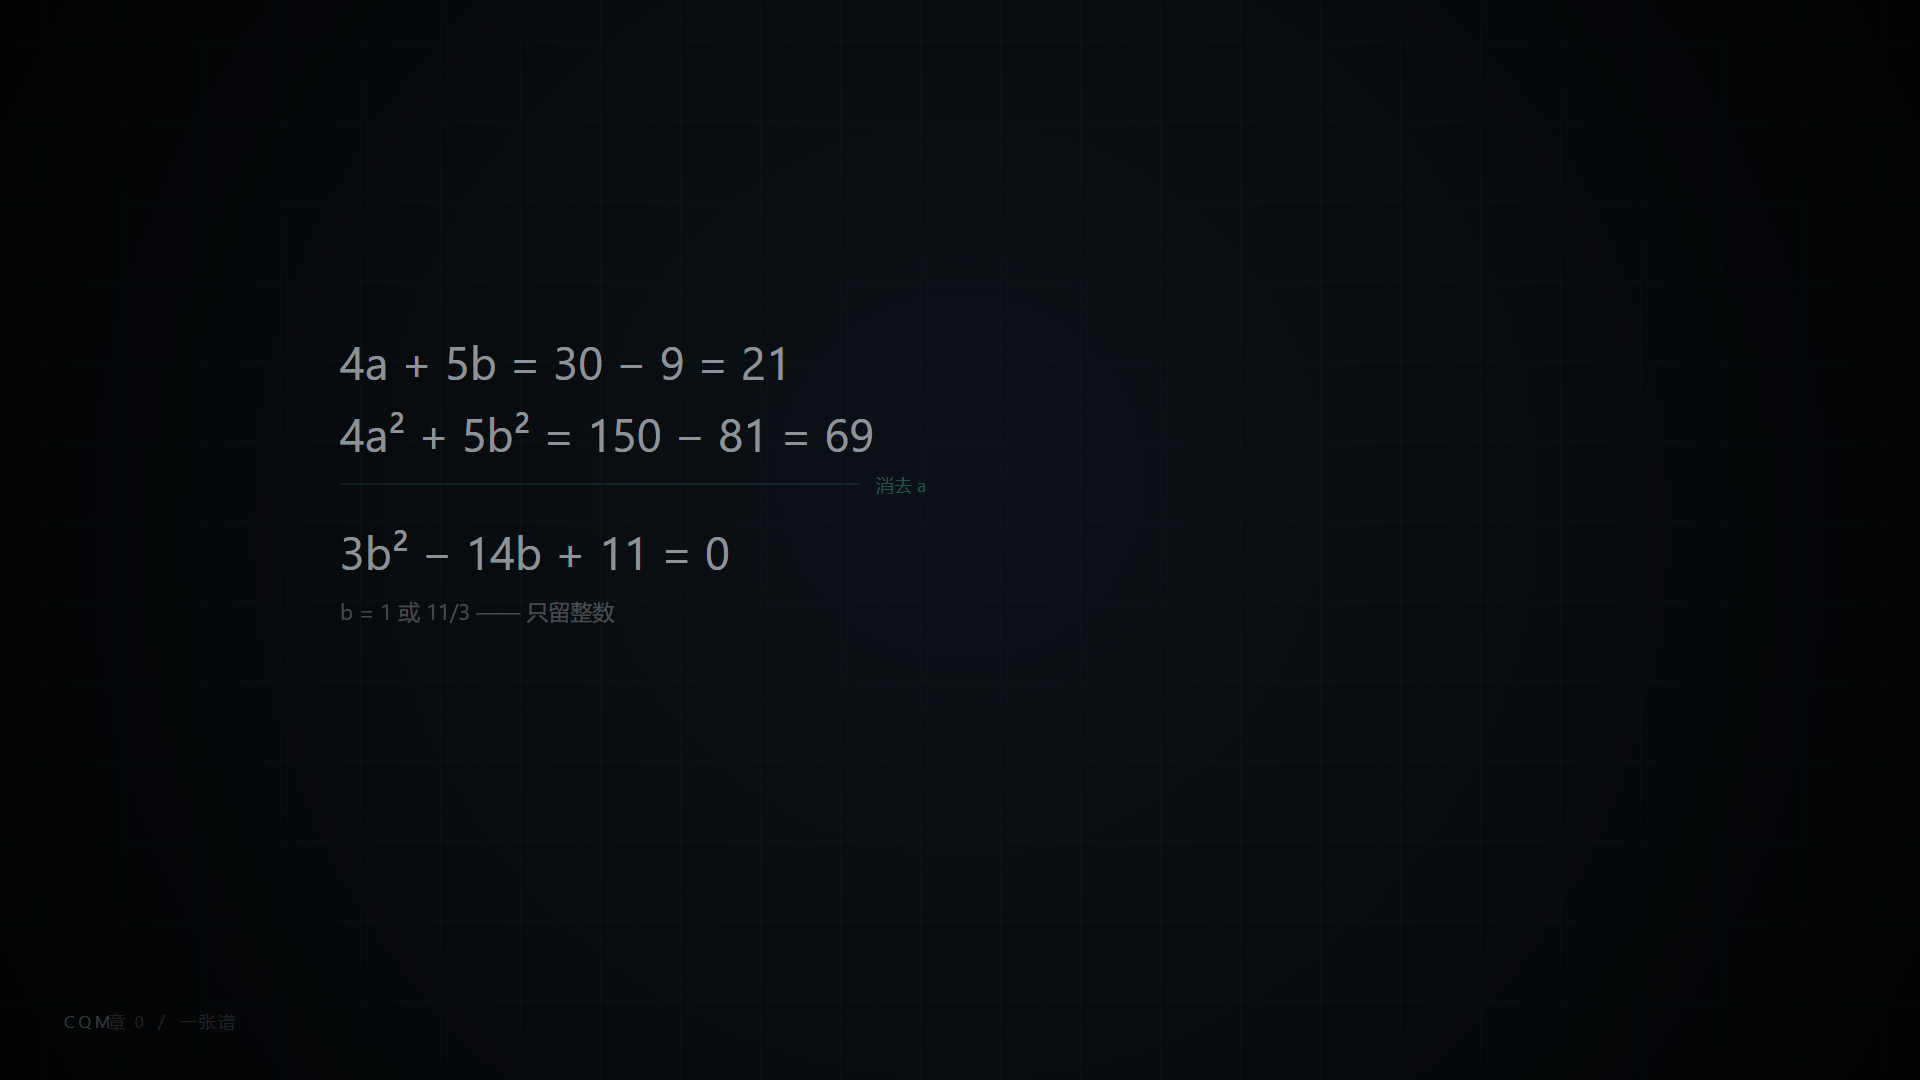 4a + 5b = 30 − 9 = 21
4a² + 5b² = 150 − 81 = 69
消去 a
3b² − 14b + 11 = 0
b = 1 或 11/3 —— 只留整数
CQM章 0 / 一张谱